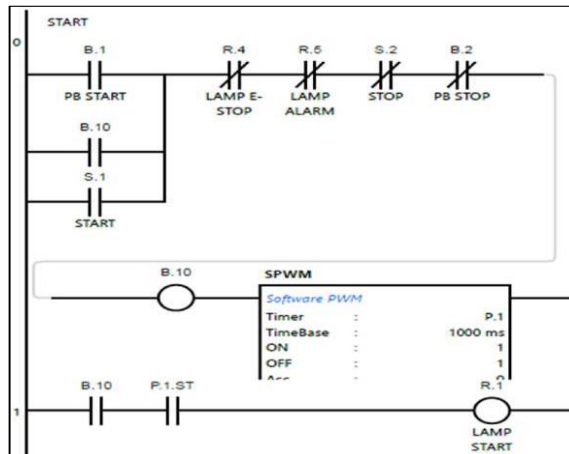 START
0
B.1 R.4 R.5 S.2 B.2
PB START LAMP E-STOP LAMP ALARM STOP PB STOP
B.10
S.1
START
B.10 SPWM
Software PWM
Timer : P.1
TimeBase : 1000 ms
ON : 1
OFF : 1
Acc : 0
B.10 P.1.ST R.1
1
LAMP
START